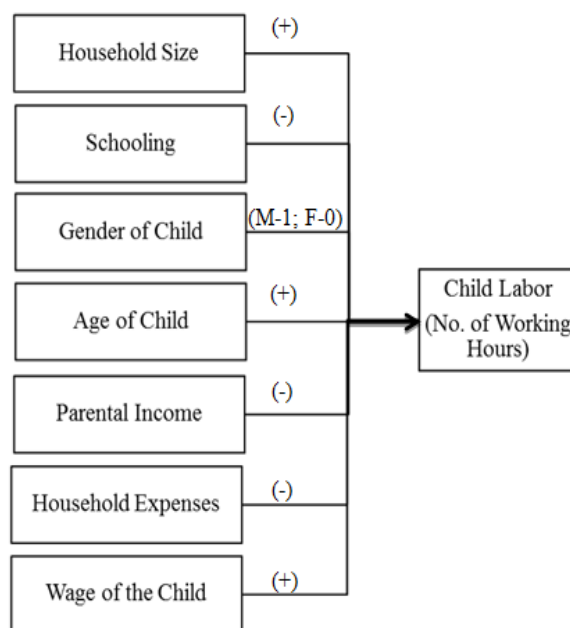 (+)
Household Size
(-)
Schooling
(M-1; F-0)
Gender of Child
(+)
Age of Child
(-)
Parental Income
(-)
Household Expenses
(+)
Wage of the Child
Child Labor
(No. of Working
Hours)